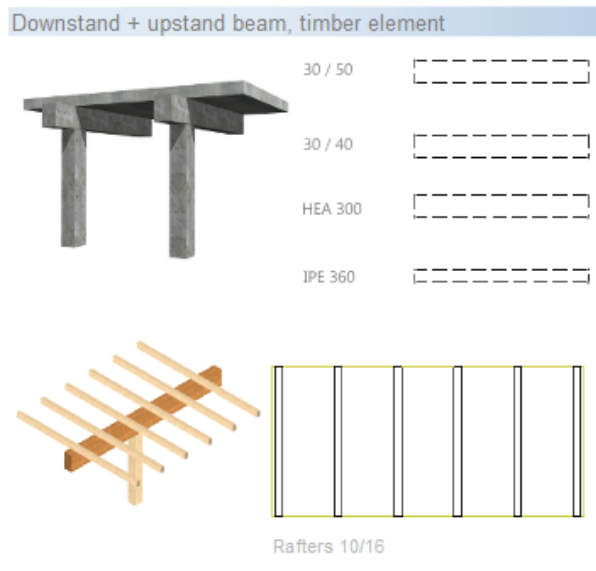 Downstand + upstand beam, timber element
30 / 50
30 / 40
HEA 300
IPE 360
Rafters 10/16